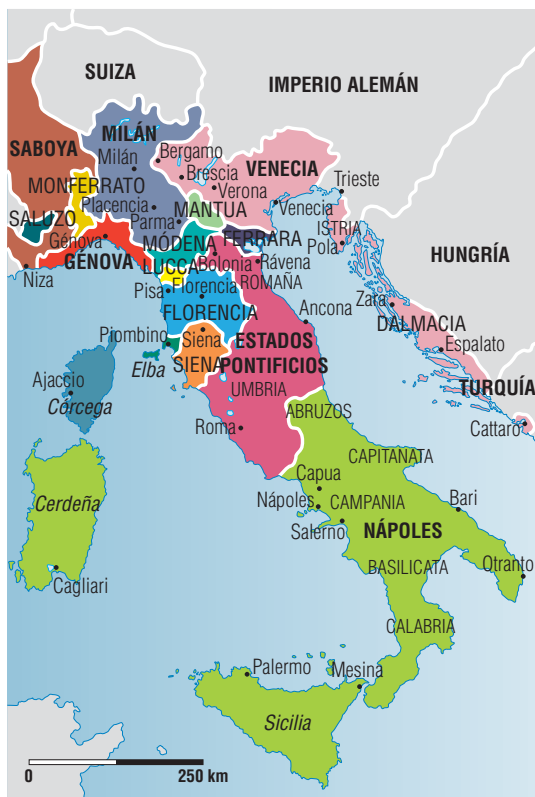 SUIZA
IMPERIO ALEMÁN
MILÁN
Bergamo
SABOYA
Milán
Brescia
VENECIA
Trieste
MONFERRATO
Verona
Placencia
MANTUA
Venecia
ISTRIA
SALUZO
Parma
Pola
HUNGRÍA
Génova
MÓDENA
FERRARA
GÉNOVA
LUCCA
Bolonia
Rávena
Niza
Pisa
Florencia
ROMAÑA
Zara
FLORENCIA
Ancona
DALMACIA
Piombino
Siena
ESTADOS
Espalato
Elba
SIENA
PONTIFICIOS
Ajaccio
UMBRIA
TURQUÍA
Córcega
ABRUZOS
Roma
Cattaro
CAPITANATA
Capua
Cerdeña
Nápoles
CAMPANIA
Bari
Salerno
NÁPOLES
BASILICATA
Otranto
Cagliari
CALABRIA
Palermo
Mesina
Sicilia
0
250 km